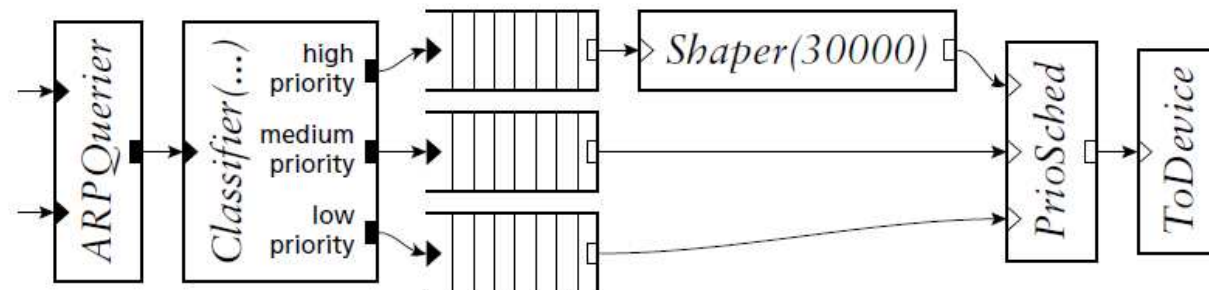 ARPQuerier
Classifier(...)
high
priority
medium
priority
low
priority
Shaper(30000)
PrioSched
ToDevice